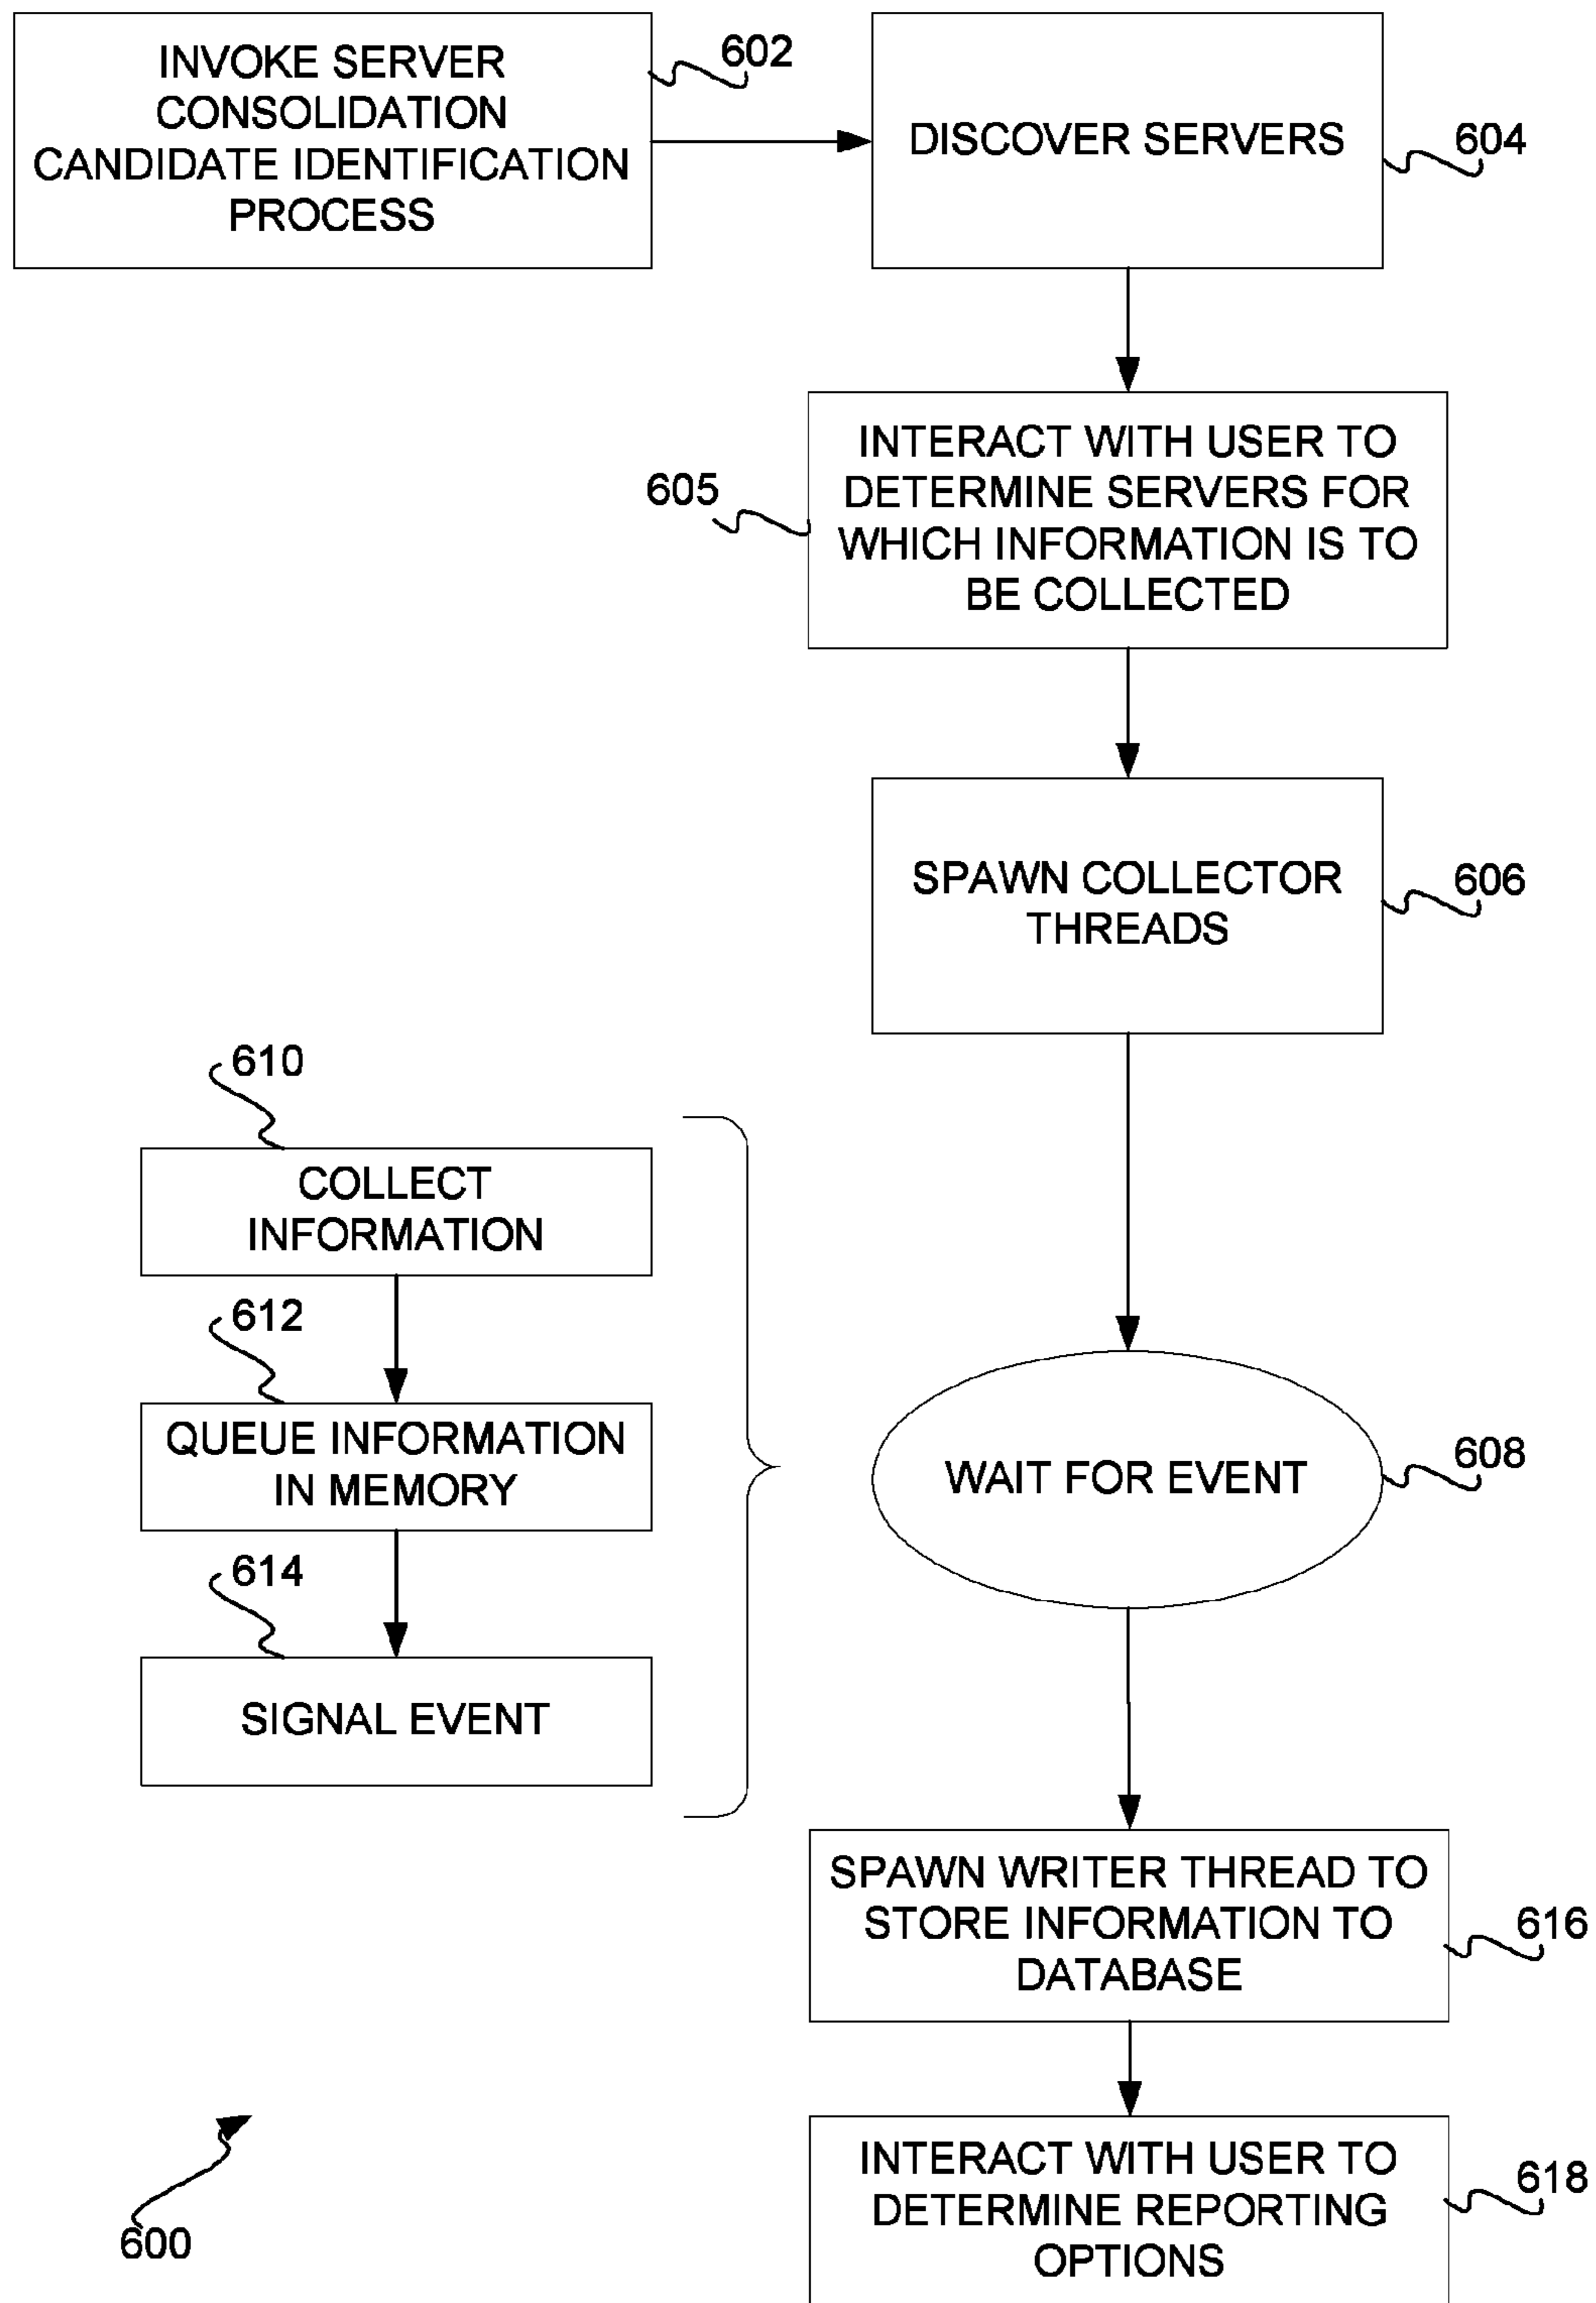 INVOKE SERVER
CONSOLIDATION
CANDIDATE IDENTIFICATION
PROCESS
602
DISCOVER SERVERS
604
INTERACT WITH USER TO
DETERMINE SERVERS FOR
WHICH INFORMATION IS TO
BE COLLECTED
605
SPAWN COLLECTOR
THREADS
606
610
COLLECT
INFORMATION
612
QUEUE INFORMATION
IN MEMORY
614
SIGNAL EVENT
WAIT FOR EVENT
608
SPAWN WRITER THREAD TO
STORE INFORMATION TO
DATABASE
616
INTERACT WITH USER TO
DETERMINE REPORTING
OPTIONS
618
600